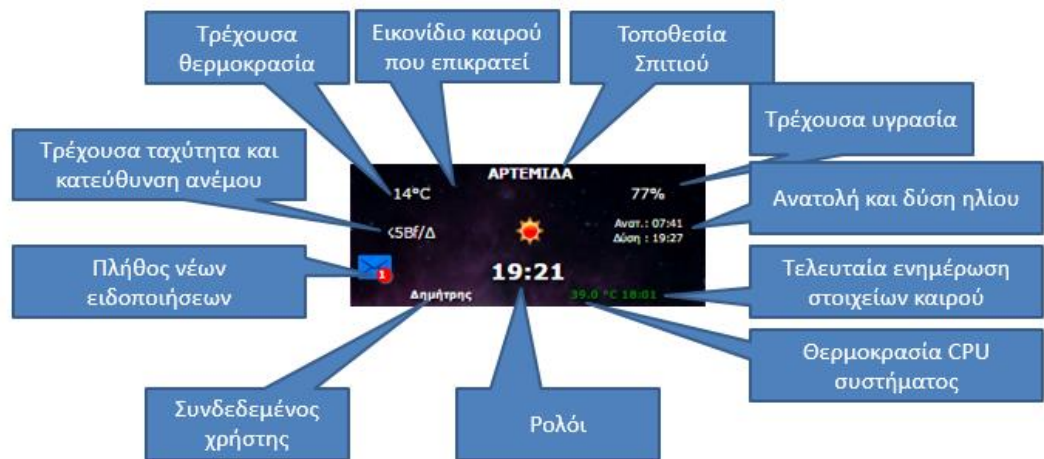 Τρέχουσα
θερμοκρασία
Εικονίδιο καιρού
που επικρατεί
Τοποθεσία
Σπιτιού
Τρέχουσα υγρασία
Τρέχουσα ταχύτητα και
κατεύθυνση ανέμου
ΑΡΤΕΜΙΔΑ
14°C
77%
Ανατολή και δύση ηλίου
<5Bf/Δ
Ανατ.: 07:41
Δύση : 19:27
Πλήθος νέων
ειδοποιήσεων
1
19:21
Τελευταία ενημέρωση
στοιχείων καιρού
Δημήτρης
39.0 °C 18:01
Θερμοκρασία CPU
συστήματος
Συνδεδεμένος
χρήστης
Ρολόι